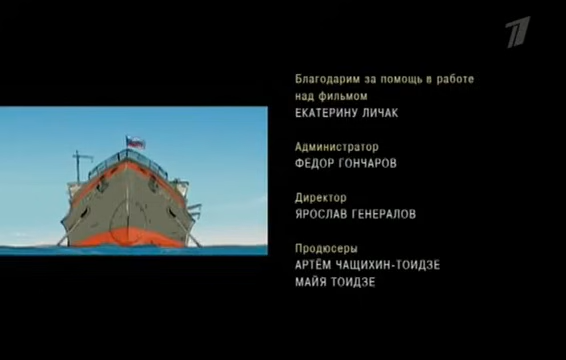 Благодарим за помощь в работе
над фильмом
ЕКАТЕРИНУ ЛИЧАК
Администратор
ФЕДОР ГОНЧАРОВ
Директор
ЯРОСЛАВ ГЕНЕРАЛОВ
Продюсеры
АРТЁМ ЧАЩИХИН-ТОИДЗЕ
МАЙЯ ТОИДЗЕ